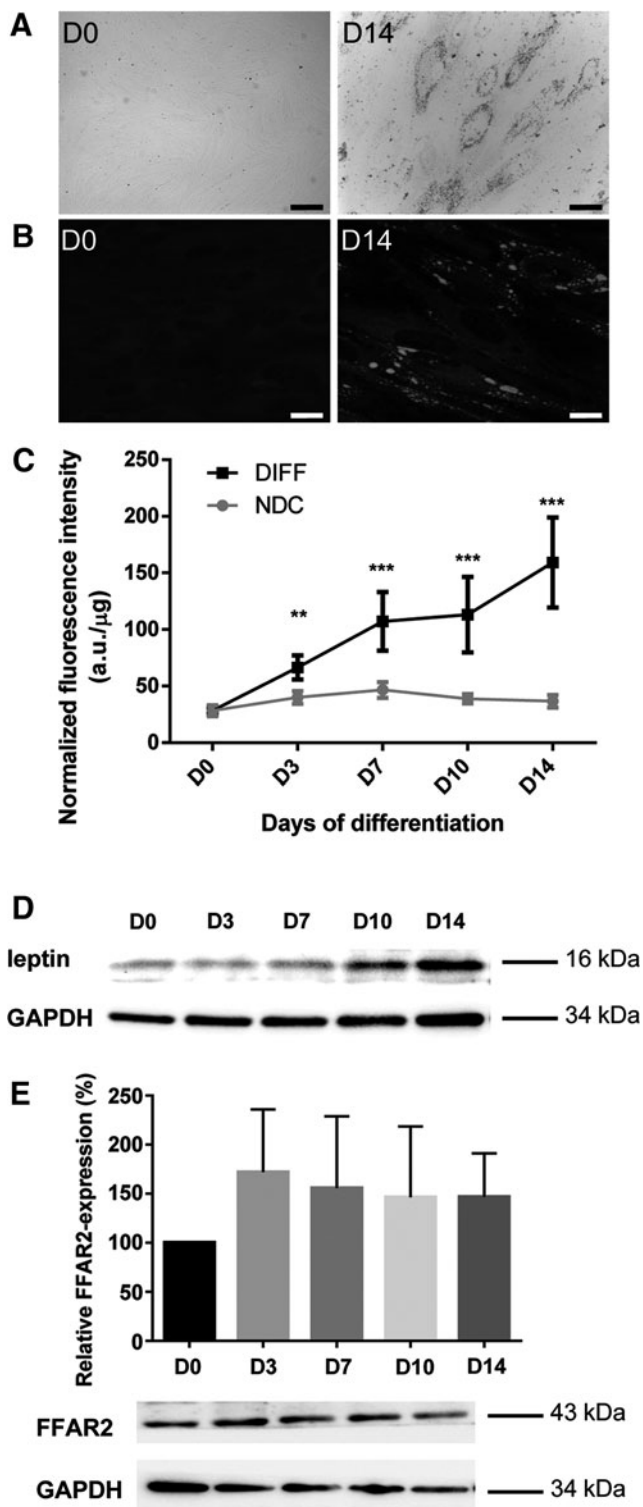 A
D0
D14
B
D0
D14
C
Normalized fluorescence intensity
(a.u./μg)
250
200
150
100
50
0
DIFF
NDC
**
***
***
***
D0
D3
D7
D10
D14
Days of differentiation
D
D0 D3 D7 D10 D14
leptin
16 kDa
GAPDH
34 kDa
E
Relative FFAR2-expression (%)
250
200
150
100
50
0
D0 D3 D7 D10 D14
FFAR2
43 kDa
GAPDH
34 kDa